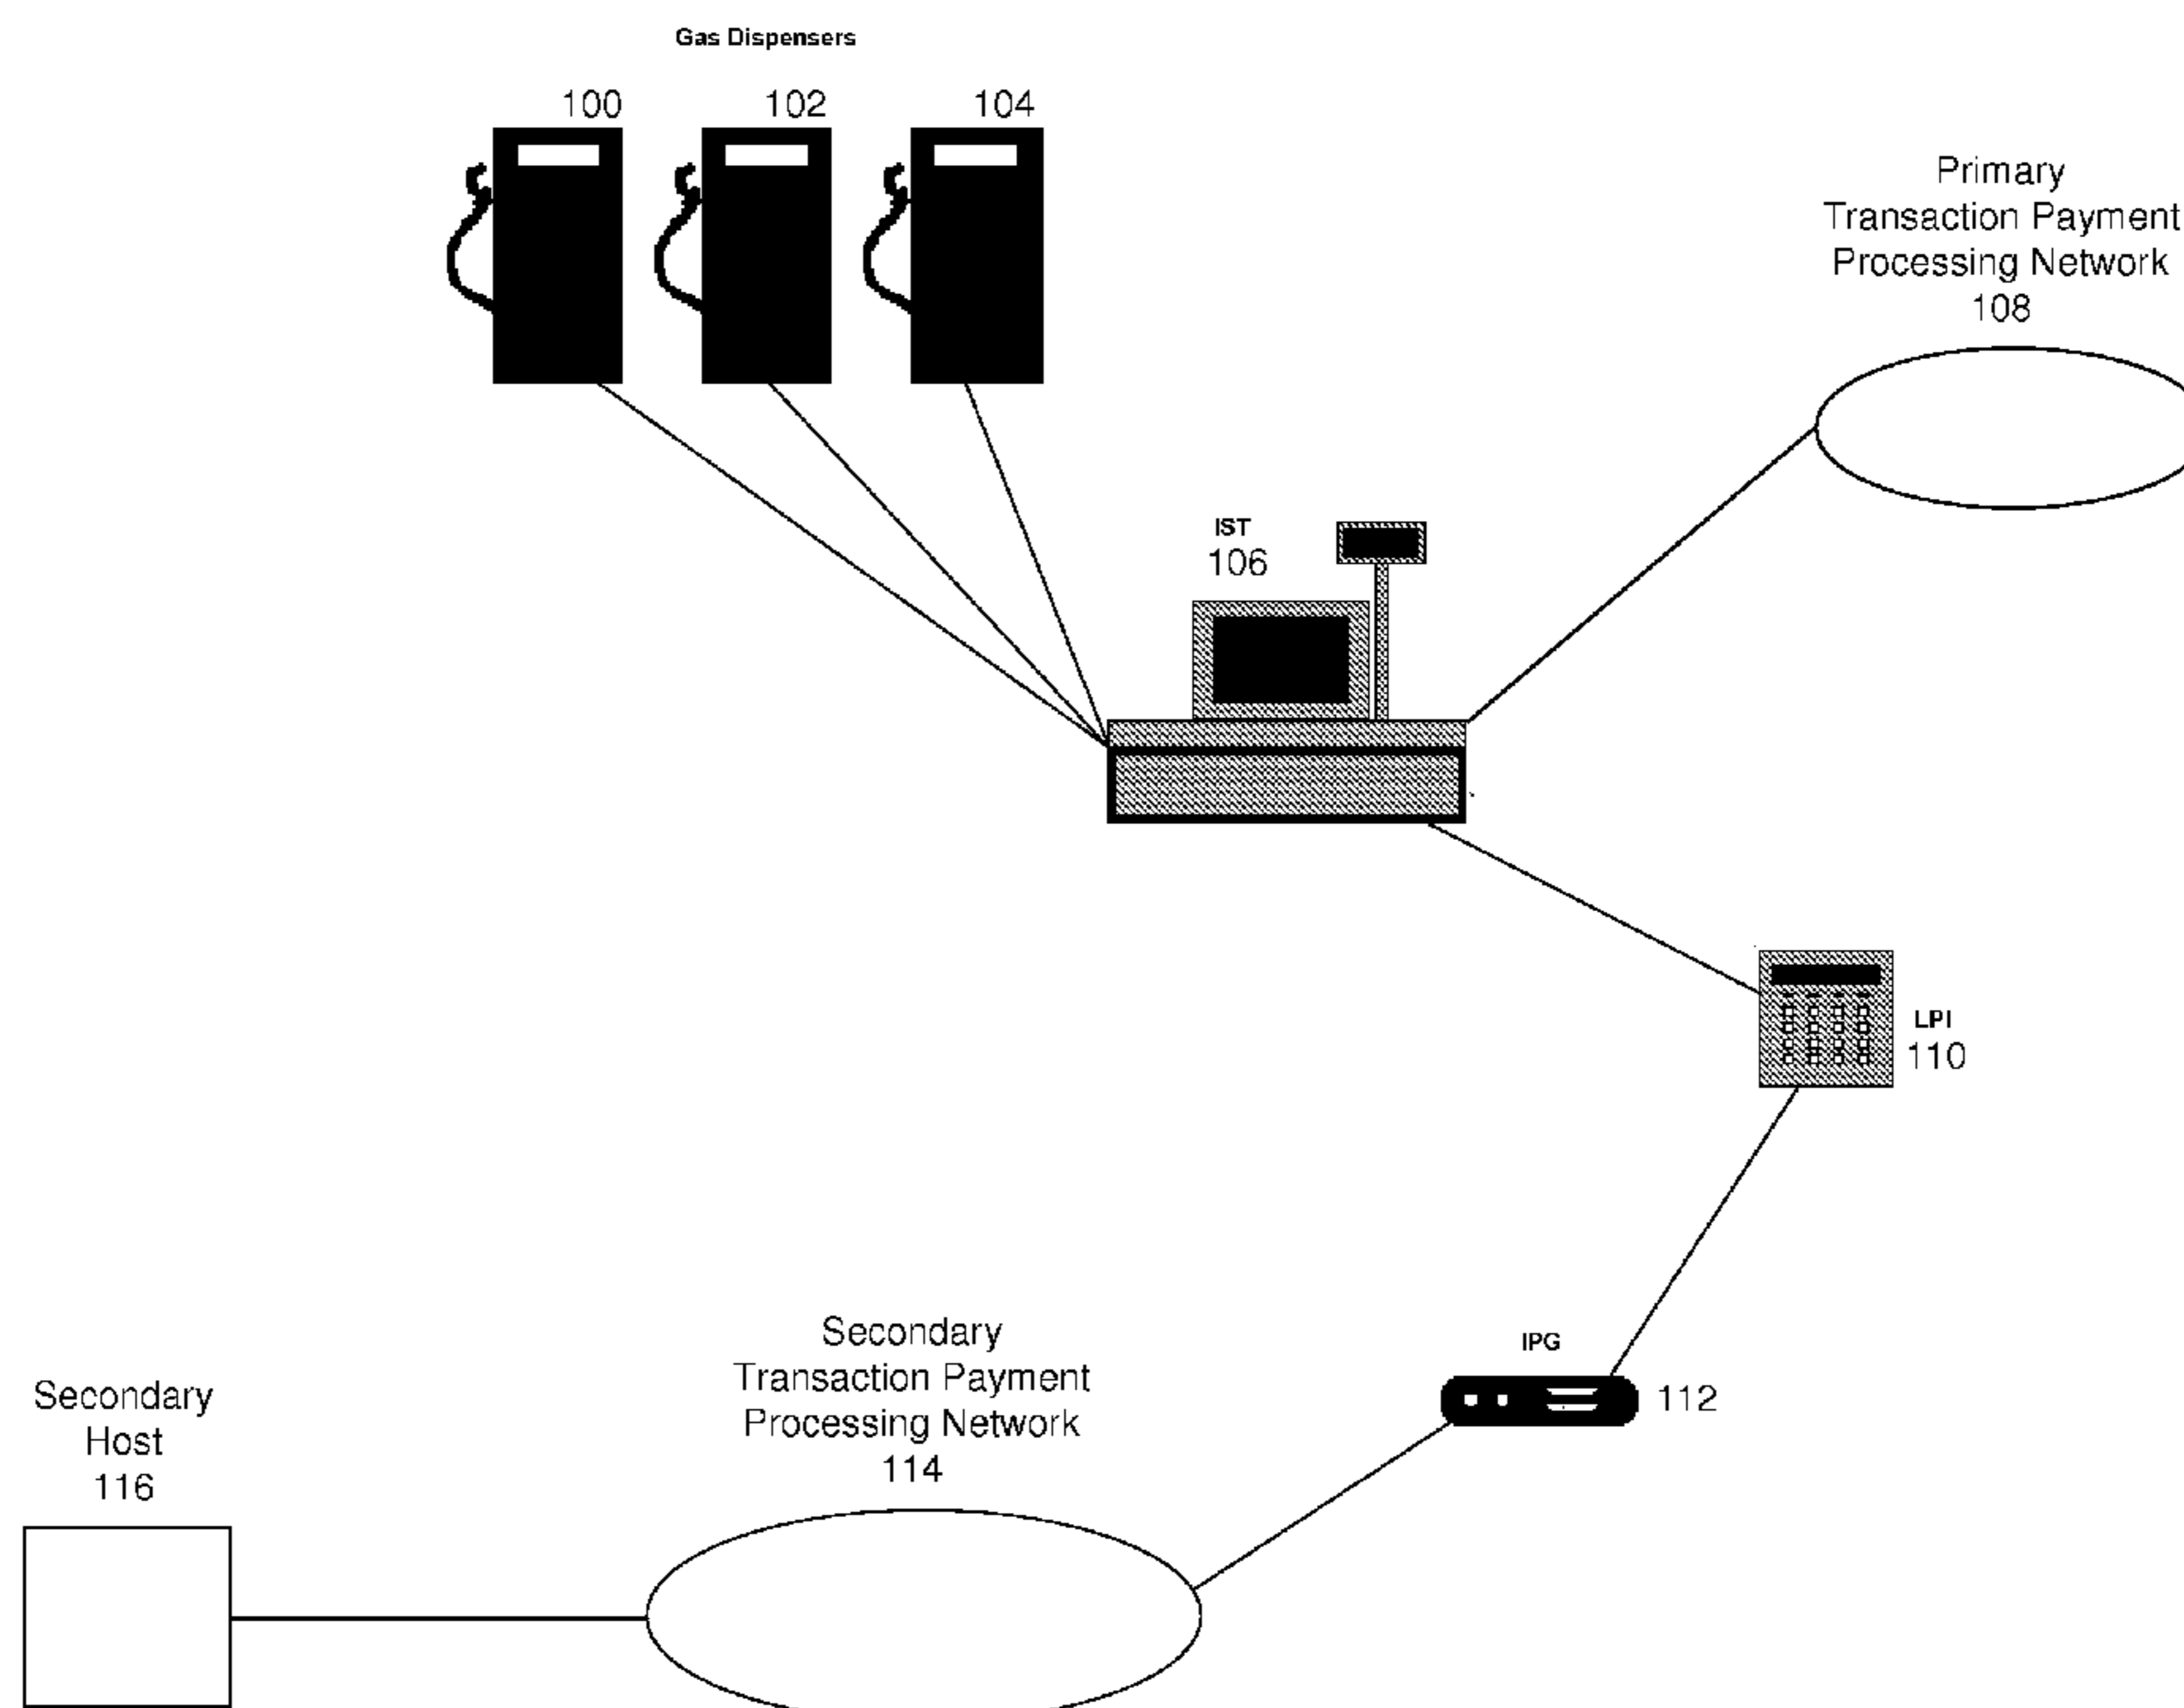 Gas Dispensers
100 102 104
Primary
Transaction Payment
Processing Network
108
IST
106
LPI
110
IPG
112
Secondary
Transaction Payment
Processing Network
114
Secondary
Host
116